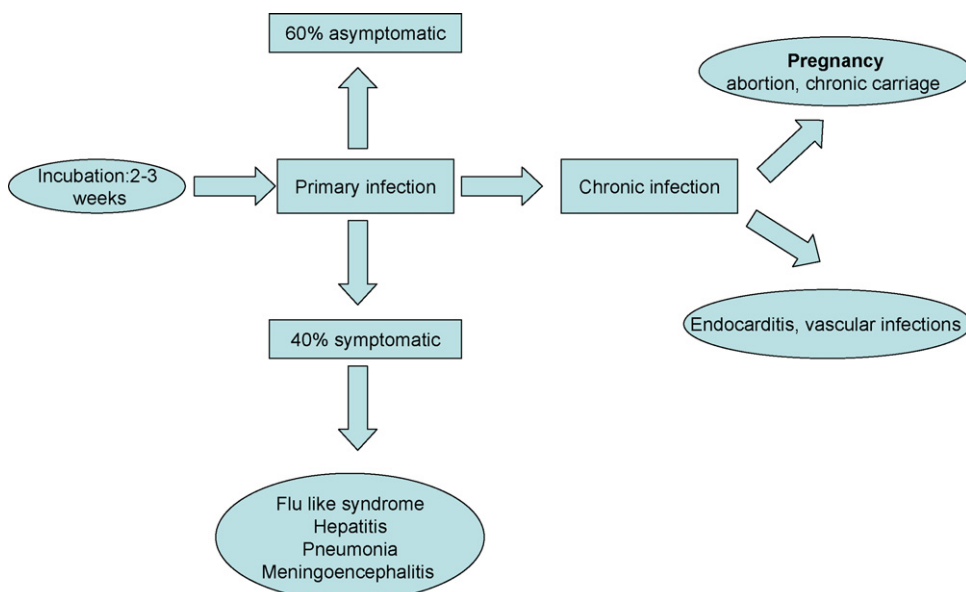 60% asymptomatic
Pregnancy
abortion, chronic carriage
Incubation:2-3
weeks
Primary infection
Chronic infection
40% symptomatic
Endocarditis, vascular infections
Flu like syndrome
Hepatitis
Pneumonia
Meningoencephalitis